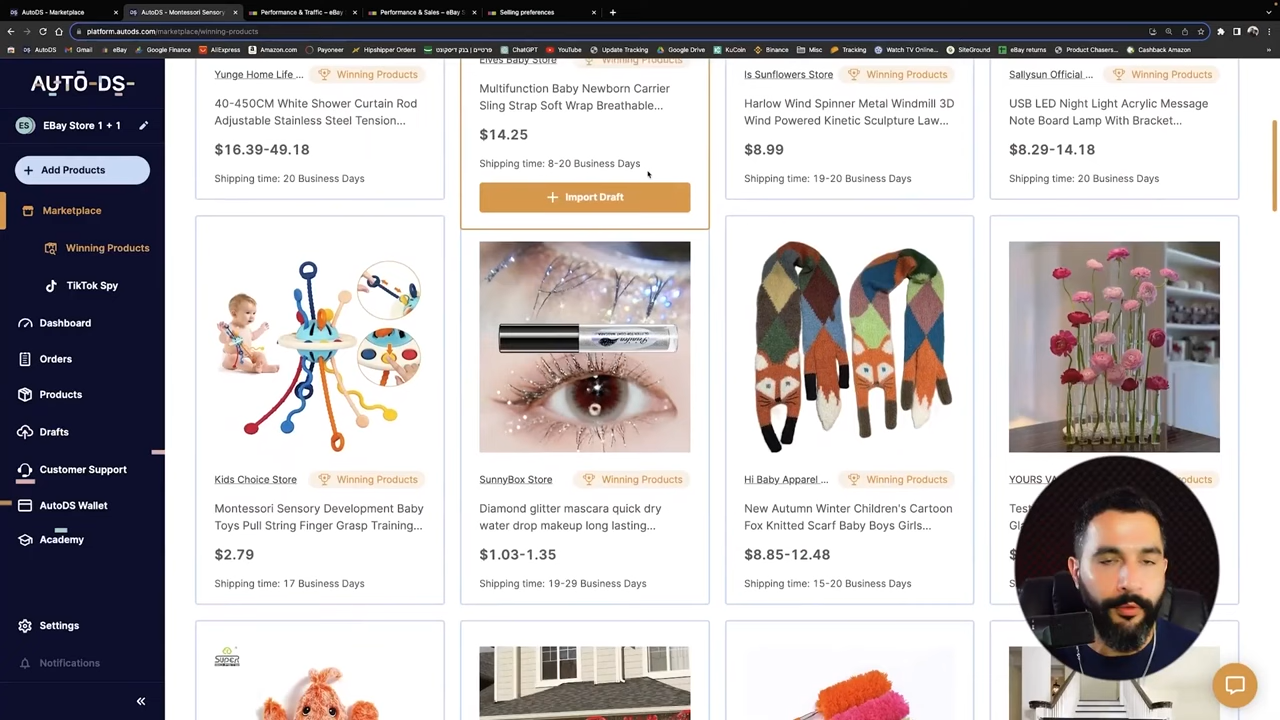 AutoDS - Marketplace
AutoDS - Montessori Sensory
Performance & Traffic – eBay
Performance & Sales – eBay
Selling preferences
platform.autods.com/marketplace/winning-products
AutoDS
Gmail
eBay
Google Finance
AliExpress
Amazon.com
Payoneer
Hipshipper Orders
ChatGPT
YouTube
Update Tracking
Google Drive
KuCoin
Binance
Misc
Tracking
Watch TV Online...
SiteGround
eBay returns
Product Chasers...
Cashback Amazon
AUTO-DS-
ES
EBay Store 1 + 1
Add Products
Marketplace
Winning Products
TikTok Spy
Dashboard
Orders
Products
Drafts
Customer Support
AutoDS Wallet
Academy
Settings
Notifications
Yunge Home Life ...
Winning Products
40-450CM White Shower Curtain Rod
Adjustable Stainless Steel Tension...
$16.39-49.18
Shipping time: 20 Business Days
Elves Baby Store
Winning Products
Multifunction Baby Newborn Carrier
Sling Strap Soft Wrap Breathable...
$14.25
Shipping time: 8-20 Business Days
Import Draft
Is Sunflowers Store
Winning Products
Harlow Wind Spinner Metal Windmill 3D
Wind Powered Kinetic Sculpture Law...
$8.99
Shipping time: 19-20 Business Days
Sallysun Official ...
Winning Products
USB LED Night Light Acrylic Message
Note Board Lamp With Bracket...
$8.29-14.18
Shipping time: 20 Business Days
Kids Choice Store
Winning Products
Montessori Sensory Development Baby
Toys Pull String Finger Grasp Training...
$2.79
Shipping time: 17 Business Days
SunnyBox Store
Winning Products
Diamond glitter mascara quick dry
water drop makeup long lasting...
$1.03-1.35
Shipping time: 19-29 Business Days
Hi Baby Apparel ...
Winning Products
New Autumn Winter Children's Cartoon
Fox Knitted Scarf Baby Boys Girls...
$8.85-12.48
Shipping time: 15-20 Business Days
SUPER